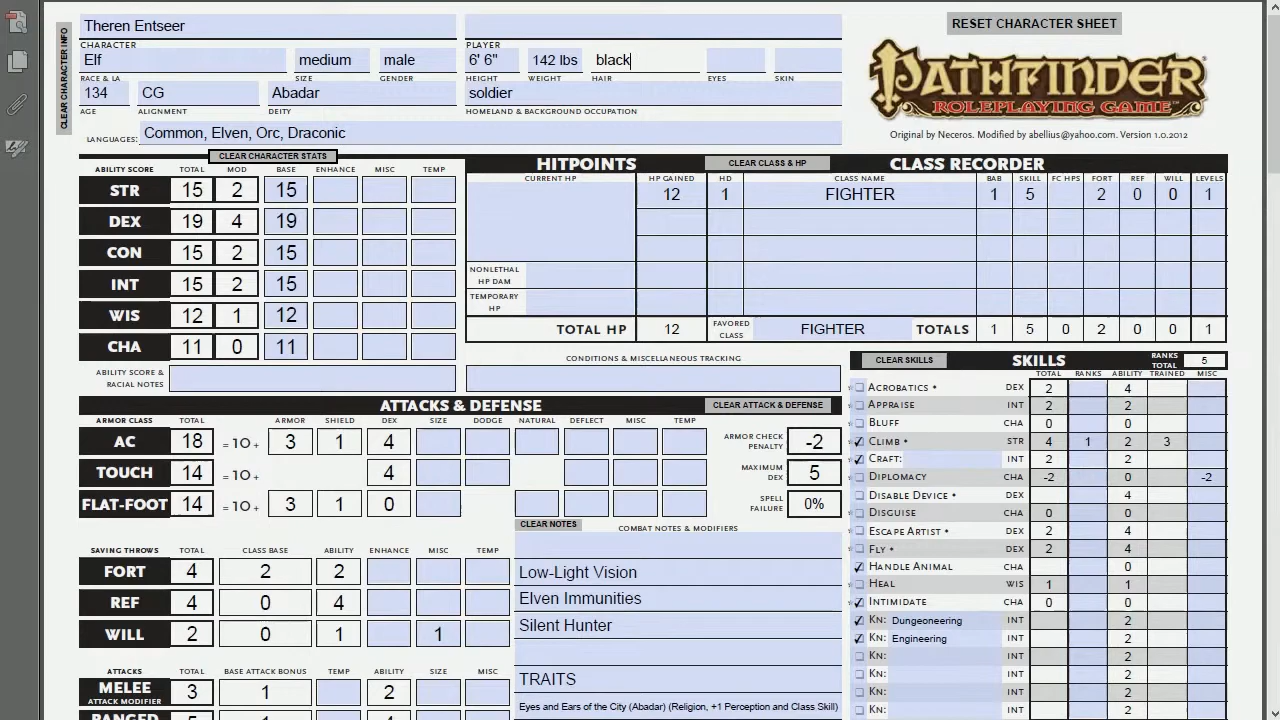 Theren Entseer
RESET CHARACTER SHEET
CLEAR CHARACTER INFO
CHARACTER PLAYER
Elf medium male 6' 6" 142 lbs black
RACE & LA SIZE GENDER HEIGHT WEIGHT HAIR EYES SKIN
PATHFINDER
ROLEPLAYING GAME™
134 CG Abadar soldier
AGE ALIGNMENT DEITY HOMELAND & BACKGROUND OCCUPATION
LANGUAGES: Common, Elven, Orc, Draconic
Original by Neceros. Modified by abellius@yahoo.com. Version 1.0.2012
CLEAR CHARACTER STATS
ABILITY SCORE TOTAL MOD BASE ENHANCE MISC TEMP
STR 15 2 15
DEX 19 4 19
CON 15 2 15
INT 15 2 15
WIS 12 1 12
CHA 11 0 11
ABILITY SCORE & RACIAL NOTES
HITPOINTS CLEAR CLASS & HP CLASS RECORDER
CURRENT HP HP GAINED HD CLASS NAME BAB SKILL FC HPS FORT REF WILL LEVELS
12 1 FIGHTER 1 5 2 0 0 1
NONLETHAL HP DAM
TEMPORARY HP
TOTAL HP 12 FAVORED CLASS FIGHTER TOTALS 1 5 0 2 0 0 1
CONDITIONS & MISCELLANEOUS TRACKING
ATTACKS & DEFENSE CLEAR ATTACK & DEFENSE
ARMOR CLASS TOTAL ARMOR SHIELD DEX SIZE DODGE NATURAL DEFLECT MISC TEMP
AC 18 = 10 + 3 1 4 ARMOR CHECK PENALTY -2
TOUCH 14 = 10 + 4 MAXIMUM DEX 5
FLAT-FOOT 14 = 10 + 3 1 0 SPELL FAILURE 0%
CLEAR NOTES COMBAT NOTES & MODIFIERS
SAVING THROWS TOTAL CLASS BASE ABILITY ENHANCE MISC TEMP
FORT 4 2 2
REF 4 0 4
WILL 2 0 1 1
Low-Light Vision
Elven Immunities
Silent Hunter
TRAITS
Eyes and Ears of the City (Abadar) (Religion, +1 Perception and Class Skill)
ATTACKS TOTAL BASE ATTACK BONUS TEMP ABILITY SIZE MISC
MELEE 3 1 2
ATTACK MODIFIER
CLEAR SKILLS SKILLS RANKS TOTAL 5
TOTAL RANKS ABILITY TRAINED MISC
ACROBATICS * DEX 2 4
APPRAISE INT 2 2
BLUFF CHA 0 0
CLIMB * STR 4 1 2 3
CRAFT: INT 2 2
DIPLOMACY CHA -2 0 -2
DISABLE DEVICE * DEX 4
DISGUISE CHA 0 0
ESCAPE ARTIST * DEX 2 4
FLY * DEX 2 4
HANDLE ANIMAL CHA 0
HEAL WIS 1 1
INTIMIDATE CHA 0 0
KN: Dungeoneering INT 2
KN: Engineering INT 2
KN: INT 2
KN: INT 2
KN: INT 2
KN: INT 2